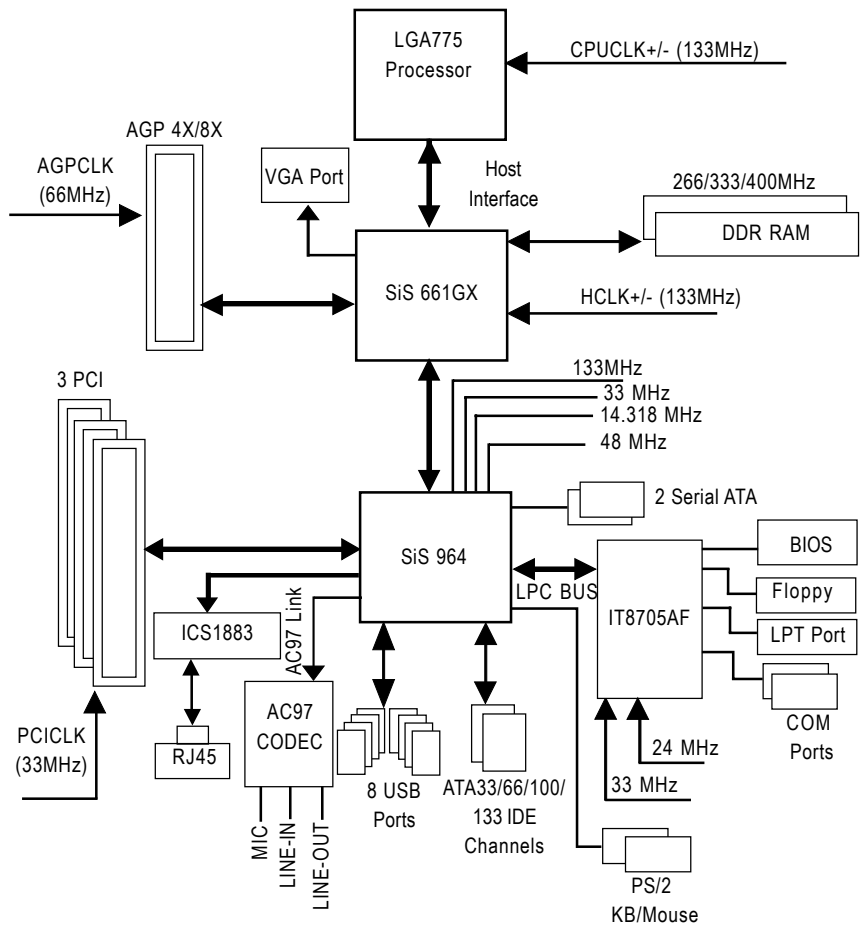 LGA775
Processor
CPUCLK+/- (133MHz)
AGP 4X/8X
AGPCLK
(66MHz)
VGA Port
Host
Interface
266/333/400MHz
DDR RAM
SiS 661GX
HCLK+/- (133MHz)
3 PCI
133MHz
33 MHz
14.318 MHz
48 MHz
2 Serial ATA
SiS 964
BIOS
LPC BUS
IT8705AF
Floppy
LPT Port
ICS1883
AC97 Link
AC97
CODEC
COM
Ports
PCICLK
(33MHz)
RJ45
24 MHz
33 MHz
8 USB
Ports
ATA33/66/100/
133 IDE
Channels
MIC
LINE-IN
LINE-OUT
PS/2
KB/Mouse